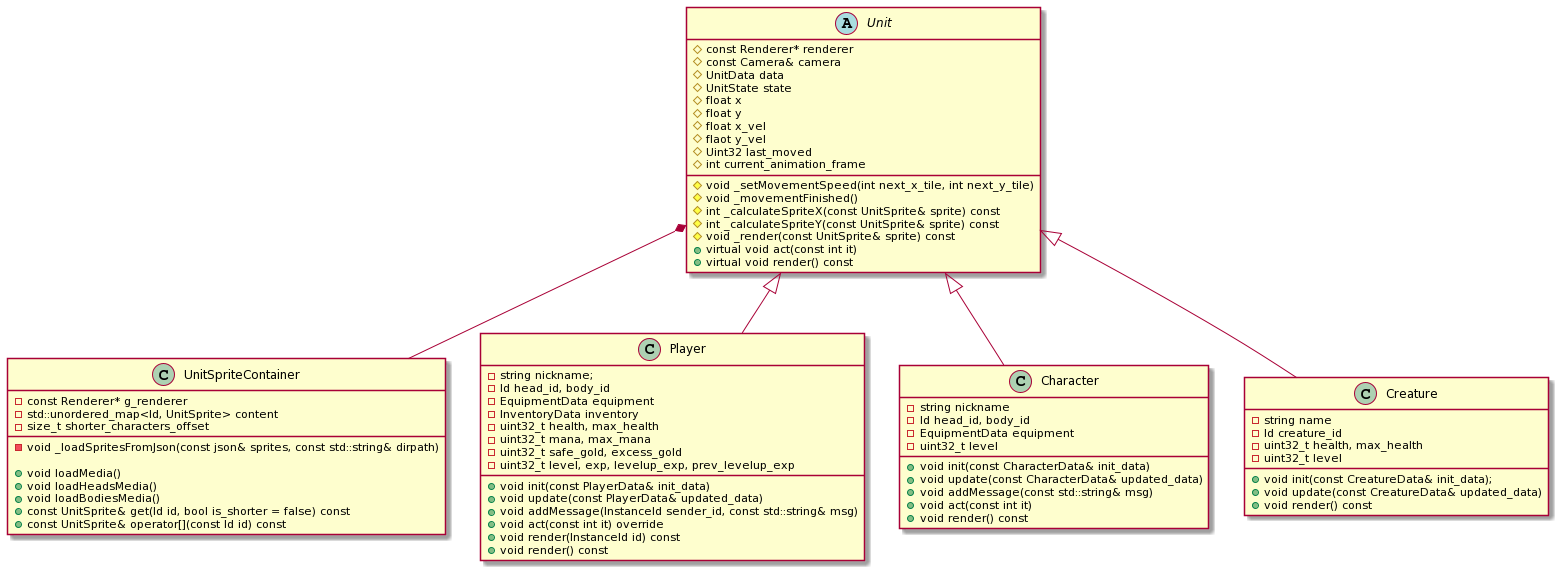 A Unit
const Renderer* renderer
const Camera& camera
UnitData data
UnitState state
float x
float y
float x_vel
flaot y_vel
Uint32 last_moved
int current_animation_frame
void _setMovementSpeed(int next_x_tile, int next_y_tile)
void _movementFinished()
int _calculateSpriteX(const UnitSprite& sprite) const
int _calculateSpriteY(const UnitSprite& sprite) const
void _render(const UnitSprite& sprite) const
virtual void act(const int it)
virtual void render() const
C UnitSpriteContainer
const Renderer* g_renderer
std::unordered_map<Id, UnitSprite> content
size_t shorter_characters_offset
void _loadSpritesFromJson(const json& sprites, const std::string& dirpath)
void loadMedia()
void loadHeadsMedia()
void loadBodiesMedia()
const UnitSprite& get(Id id, bool is_shorter = false) const
const UnitSprite& operator[](const Id id) const
C Player
string nickname;
Id head_id, body_id
EquipmentData equipment
InventoryData inventory
uint32_t health, max_health
uint32_t mana, max_mana
uint32_t safe_gold, excess_gold
uint32_t level, exp, levelup_exp, prev_levelup_exp
void init(const PlayerData& init_data)
void update(const PlayerData& updated_data)
void addMessage(InstanceId sender_id, const std::string& msg)
void act(const int it) override
void render(InstanceId id) const
void render() const
C Character
string nickname
Id head_id, body_id
EquipmentData equipment
uint32_t level
void init(const CharacterData& init_data)
void update(const CharacterData& updated_data)
void addMessage(const std::string& msg)
void act(const int it)
void render() const
C Creature
string name
Id creature_id
uint32_t health, max_health
uint32_t level
void init(const CreatureData& init_data);
void update(const CreatureData& updated_data)
void render() const